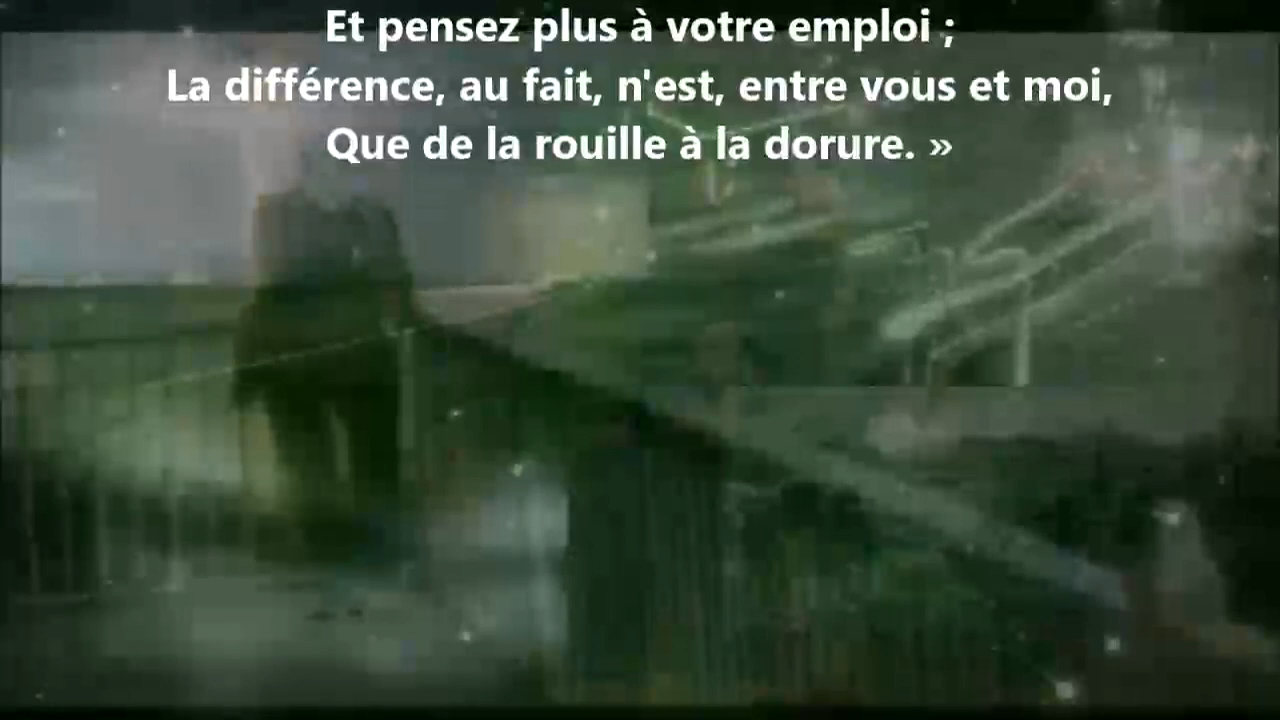 Et pensez plus à votre emploi ;
La différence, au fait, n'est, entre vous et moi,
Que de la rouille à la dorure. »